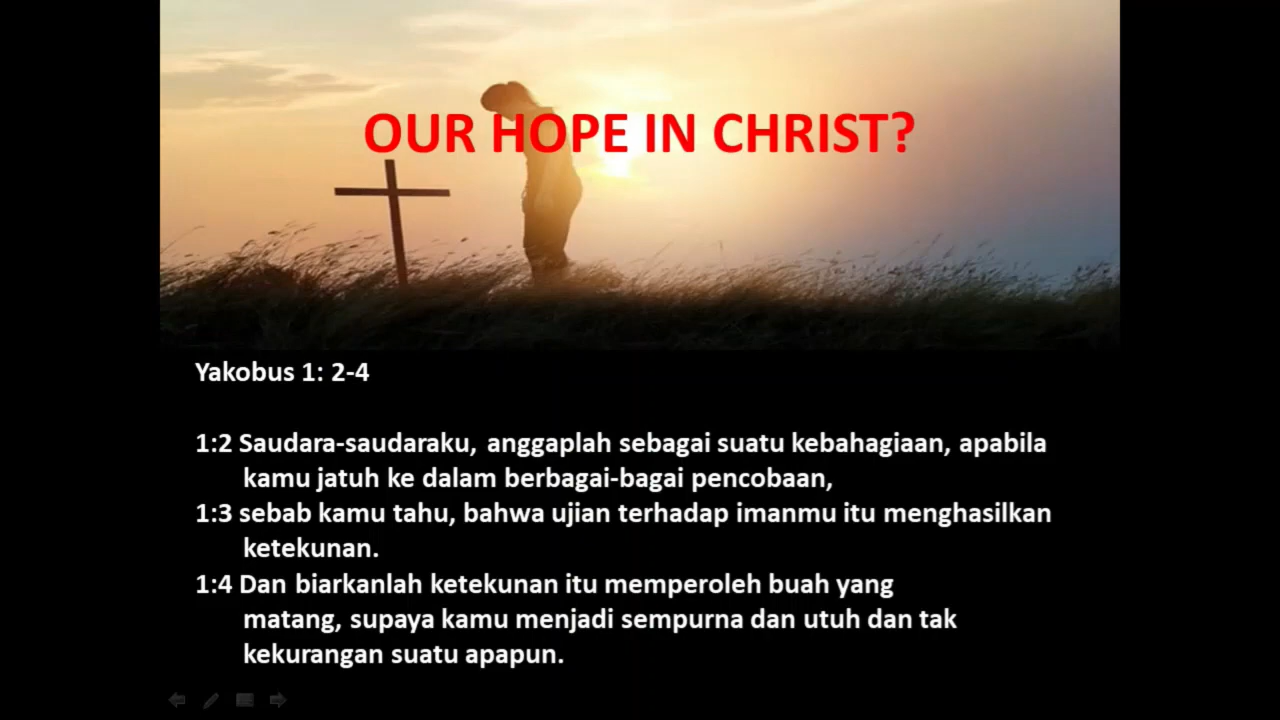 OUR HOPE IN CHRIST?
Yakobus 1: 2-4
1:2 Saudara-saudaraku, anggaplah sebagai suatu kebahagiaan, apabila
kamu jatuh ke dalam berbagai-bagai pencobaan,
1:3 sebab kamu tahu, bahwa ujian terhadap imanmu itu menghasilkan
ketekunan.
1:4 Dan biarkanlah ketekunan itu memperoleh buah yang
matang, supaya kamu menjadi sempurna dan utuh dan tak
kekurangan suatu apapun.